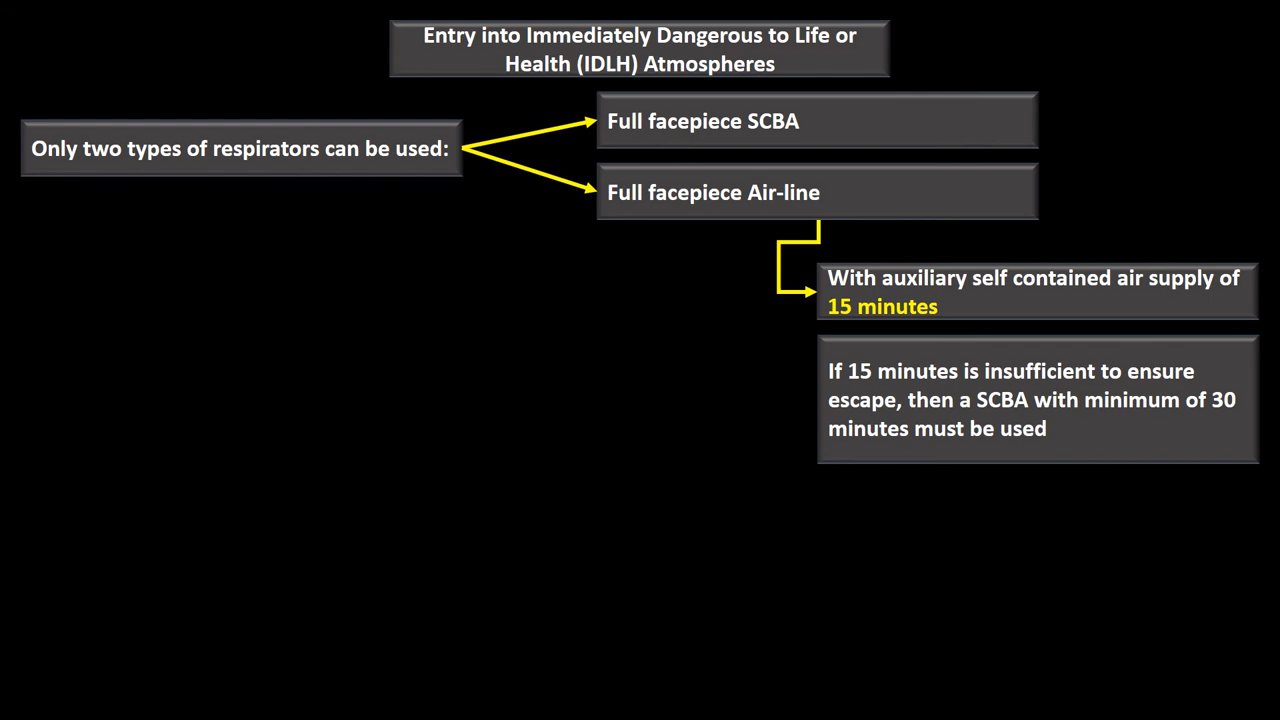 Entry into Immediately Dangerous to Life or
Health (IDLH) Atmospheres
Only two types of respirators can be used:
Full facepiece SCBA
Full facepiece Air-line
With auxiliary self contained air supply of
15 minutes
If 15 minutes is insufficient to ensure
escape, then a SCBA with minimum of 30
minutes must be used